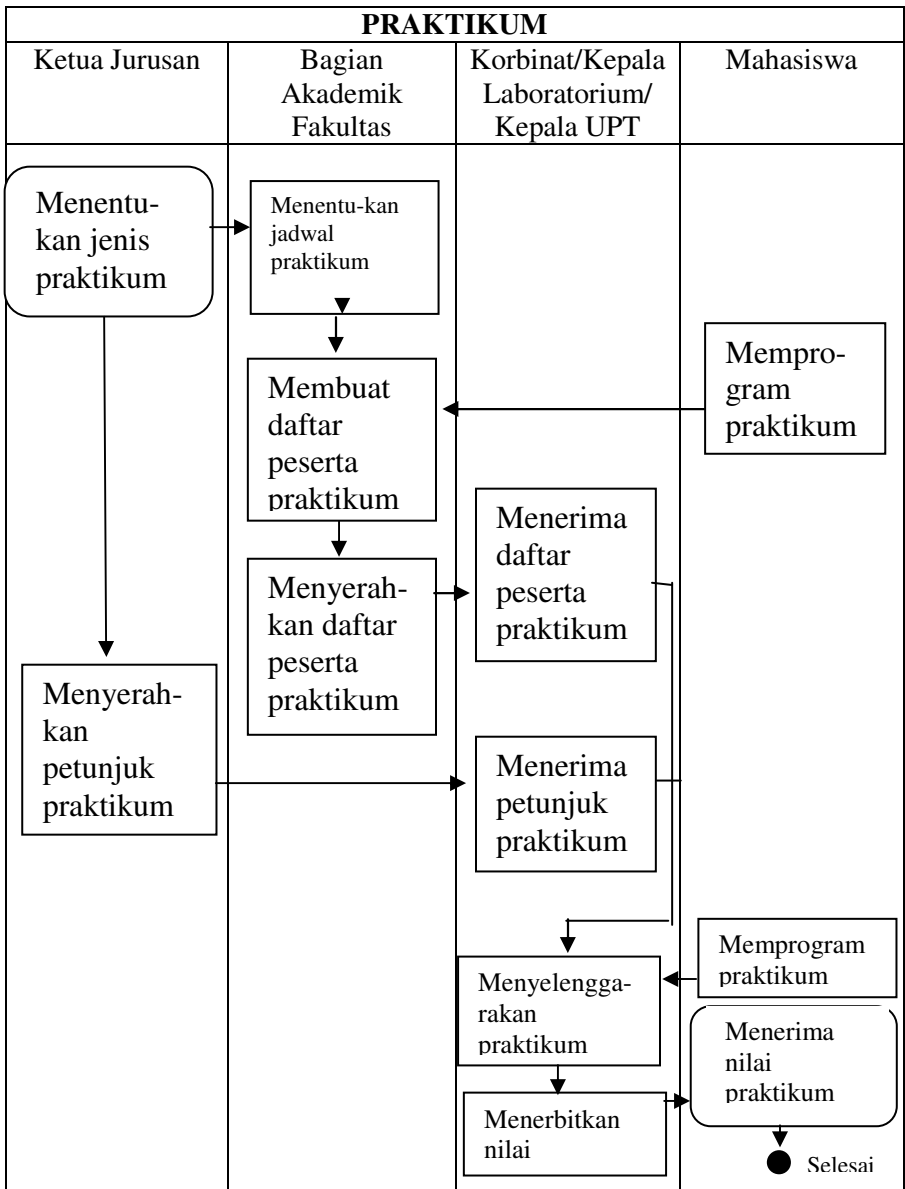 PRAKTIKUM
Ketua Jurusan
Bagian
Akademik
Fakultas
Korbinat/Kepala
Laboratorium/
Kepala UPT
Mahasiswa
Menentu-
kan jenis
praktikum
Menentu-kan
jadwal
praktikum
Mempro-
gram
praktikum
Membuat
daftar
peserta
praktikum
Menerima
daftar
peserta
praktikum
Menyerah-
kan daftar
peserta
praktikum
Menyerah-
kan
petunjuk
praktikum
Menerima
petunjuk
praktikum
Memprogram
praktikum
Menyelengga-
rakan
praktikum
Menerima
nilai
praktikum
Menerbitkan
nilai
Selesai